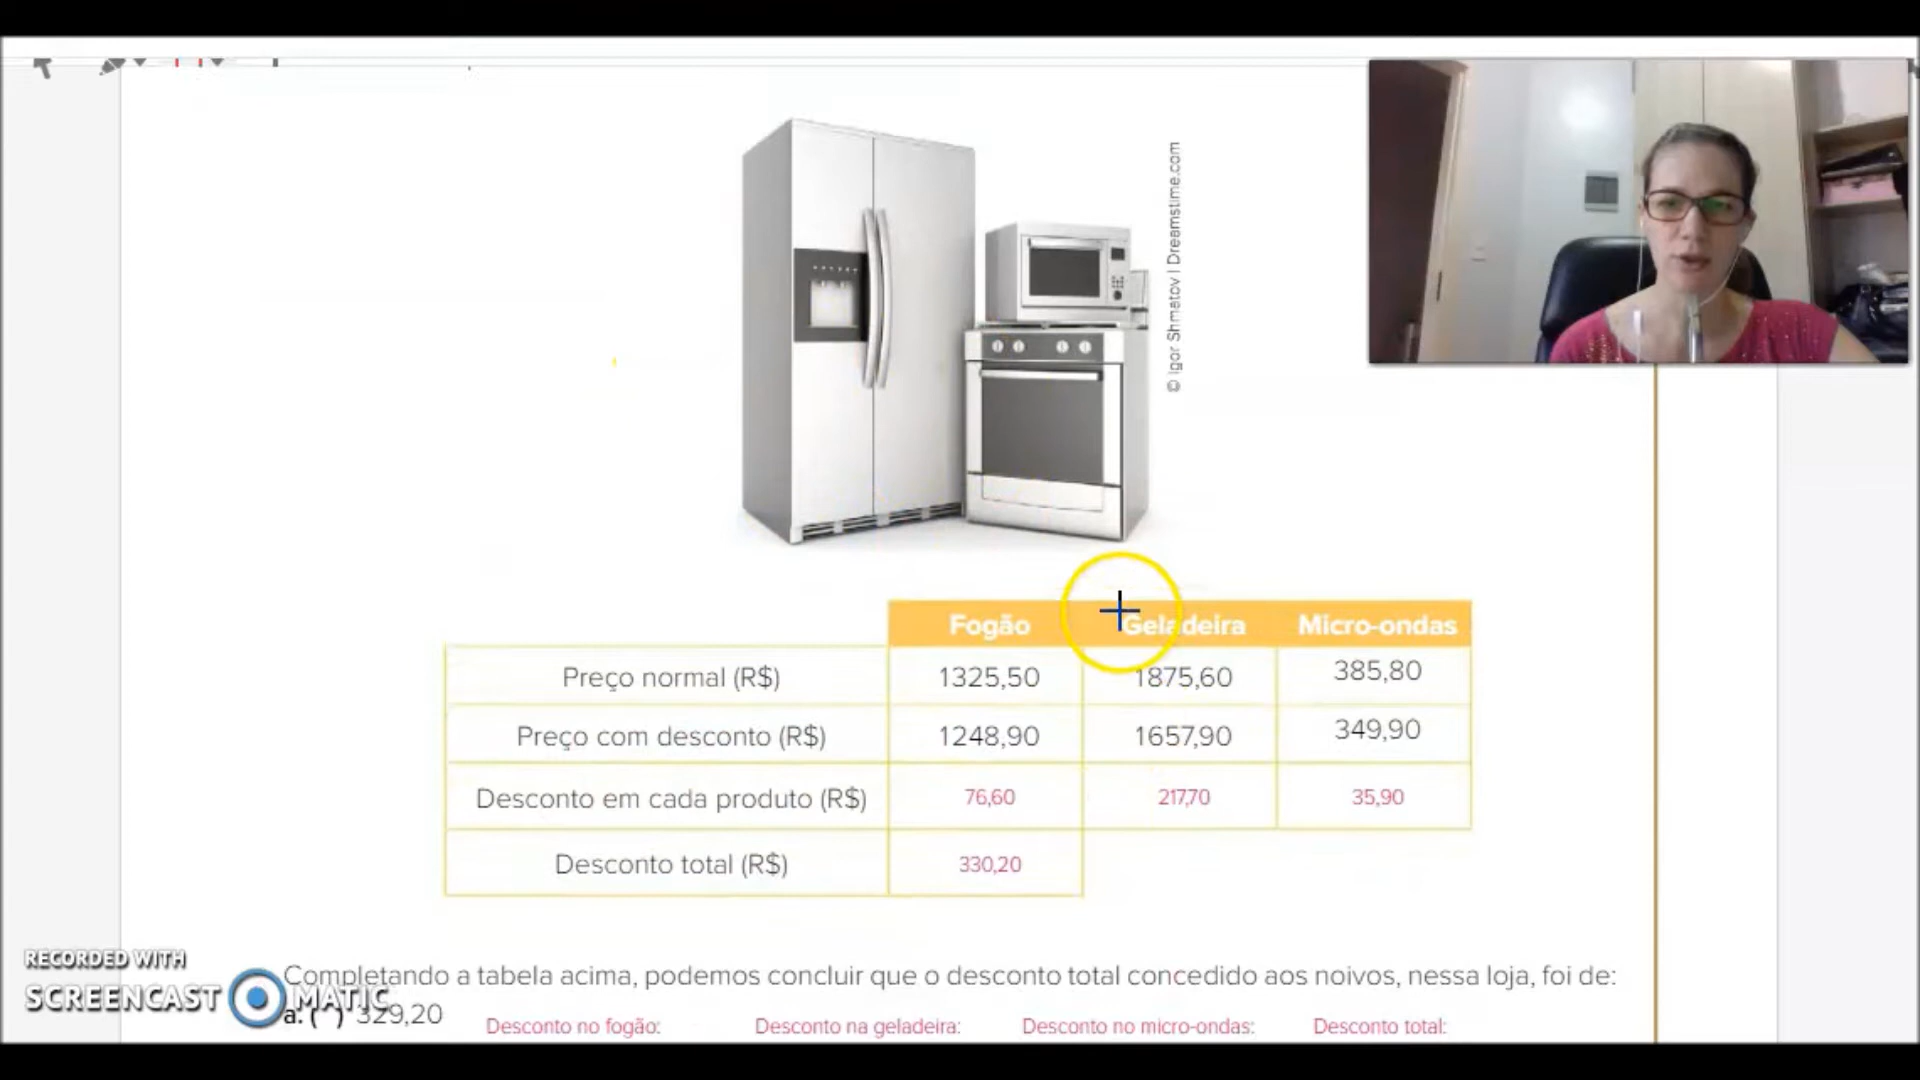 © Igor Shmatov | Dreamstime.com
Fogão Geladeira Micro-ondas
Preço normal (R$) 1325,50 1875,60 385,80
Preço com desconto (R$) 1248,90 1657,90 349,90
Desconto em cada produto (R$) 76,60 217,70 35,90
Desconto total (R$) 330,20
RECORDED WITH
SCREENCAST MATIC
Completando a tabela acima, podemos concluir que o desconto total concedido aos noivos, nessa loja, foi de:
a. ( ) 329,20
Desconto no fogão: Desconto na geladeira: Desconto no micro-ondas: Desconto total: